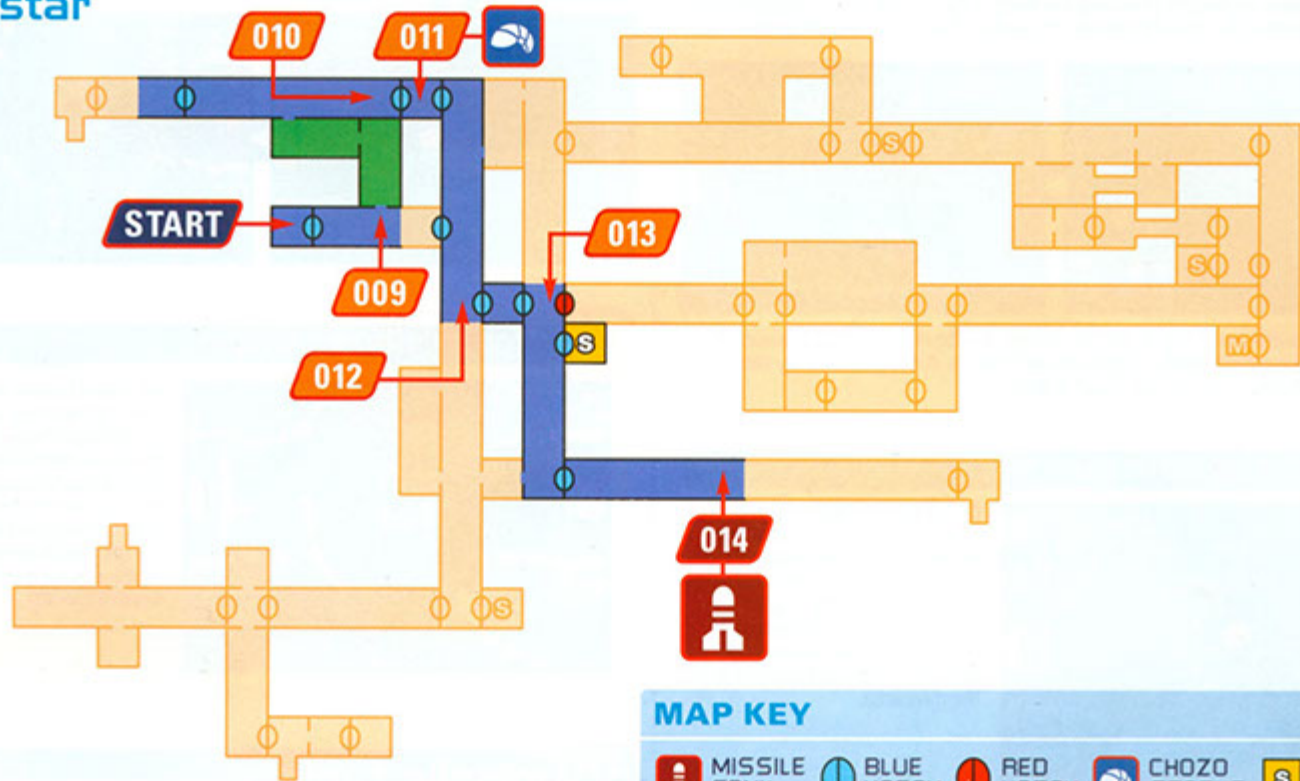 star
010
011
S
START
013
009
S
S
012
M
014
S
MAP KEY
MISSILE
BLUE
RED
CHOZO
S